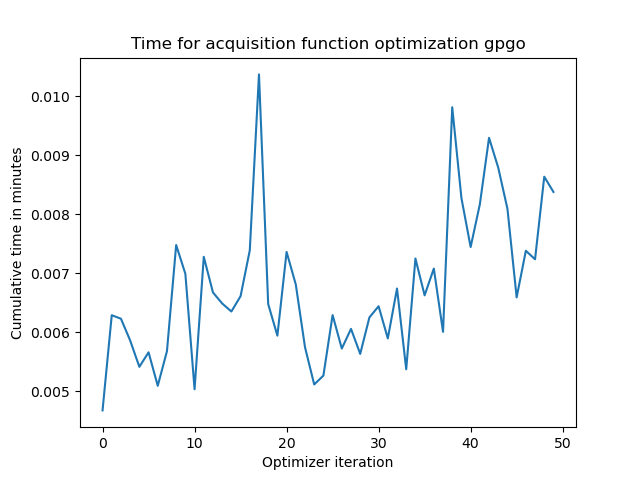 Time for acquisition function optimization gpgo
Cumulative time in minutes
0.010
0.009
0.008
0.007
0.006
0.005
0 10 20 30 40 50
Optimizer iteration